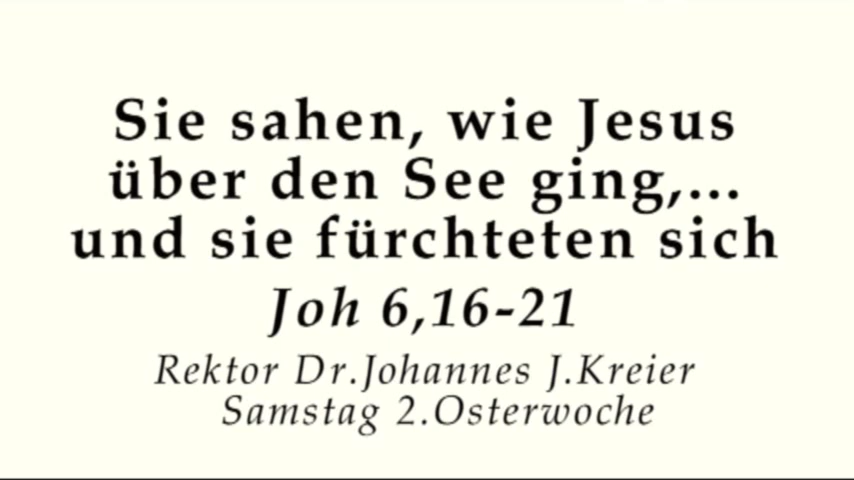 Sie sahen, wie Jesus
über den See ging,...
und sie fürchteten sich
Joh 6,16-21
Rektor Dr.Johannes J.Kreier
Samstag 2.Osterwoche